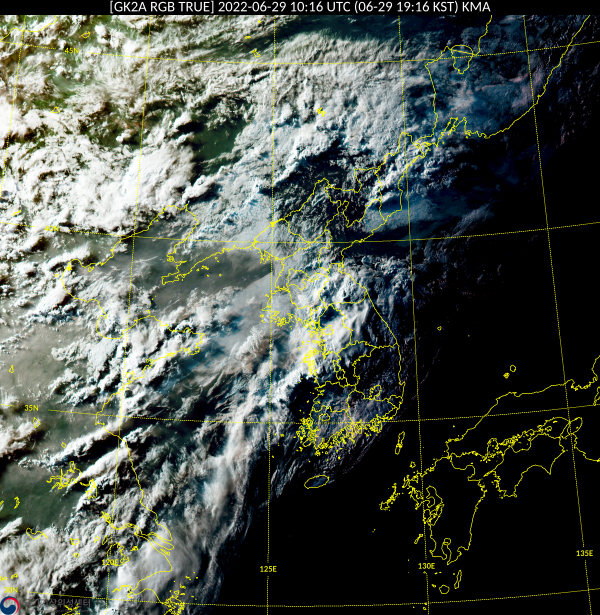 [GK2A RGB TRUE] 2022-06-29 10:16 UTC (06-29 19:16 KST) KMA
45N
35N
120E
125E
130E
135E